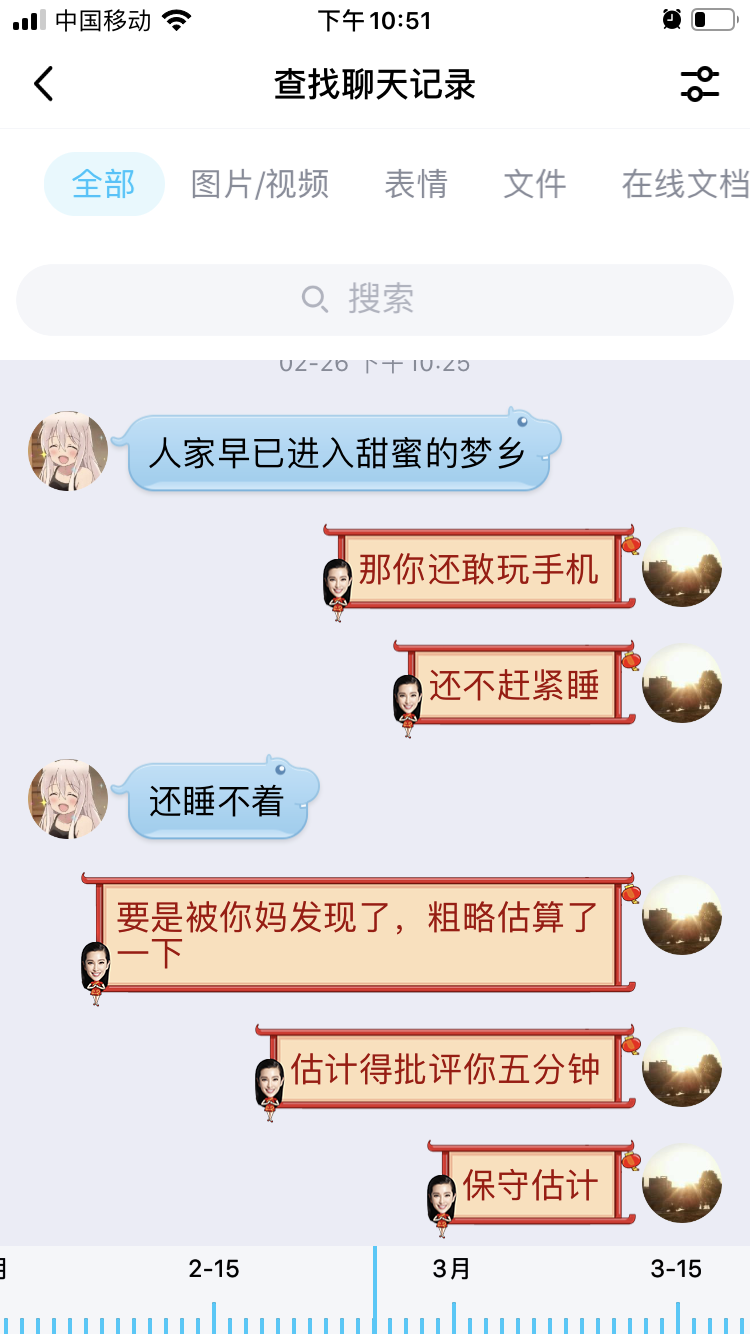 中国移动 下午10:51
查找聊天记录
全部 图片/视频 表情 文件 在线文档
搜索
02-26 下午 10:25
人家早已进入甜蜜的梦乡
那你还敢玩手机
还不赶紧睡
还睡不着
要是被你妈发现了，粗略估算了
一下
估计得批评你五分钟
保守估计
月 2-15 3月 3-15